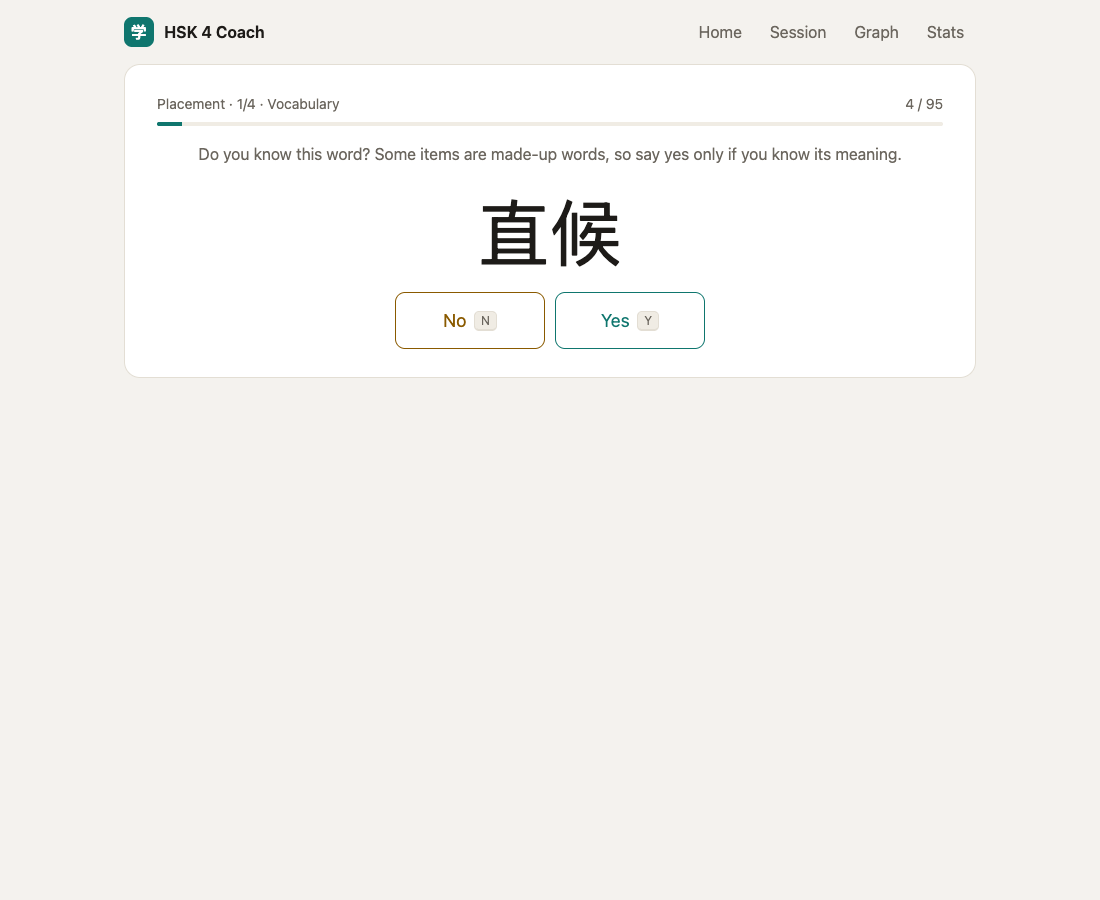 学 HSK 4 Coach
Home Session Graph Stats
Placement · 1/4 · Vocabulary 4 / 95
Do you know this word? Some items are made-up words, so say yes only if you know its meaning.
直候
No N Yes Y